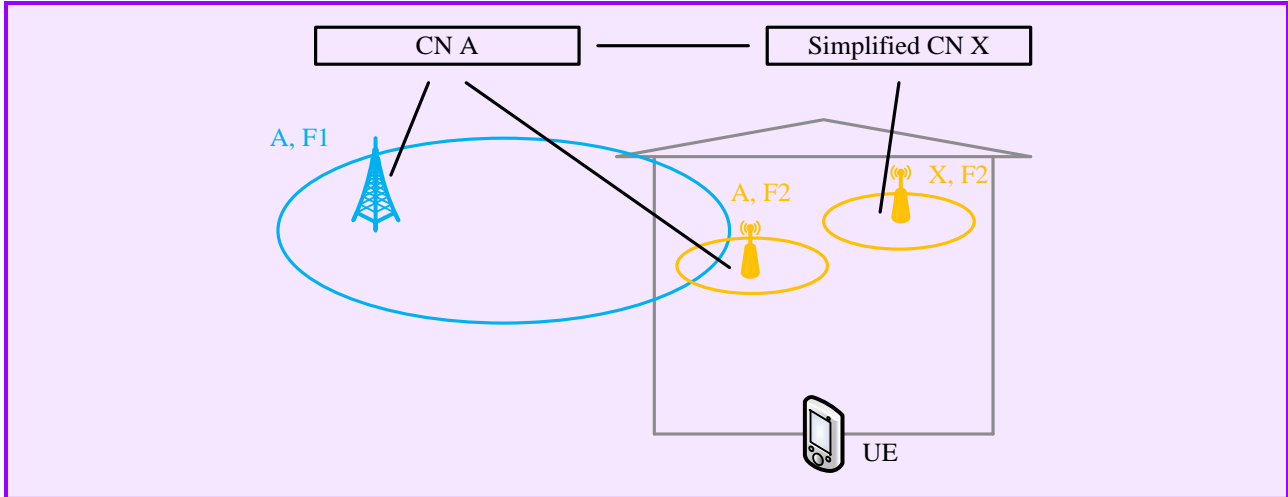 CN A
Simplified CN X
A, F1
X, F2
A, F2
UE